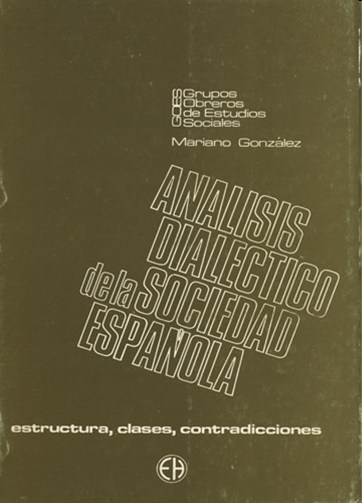 GOES
Grupos
Obreros
de Estudios
Sociales
Mariano González
ANALISIS
DIALECTICO
de la SOCIEDAD
ESPAÑOLA
estructura, clases, contradicciones
EH